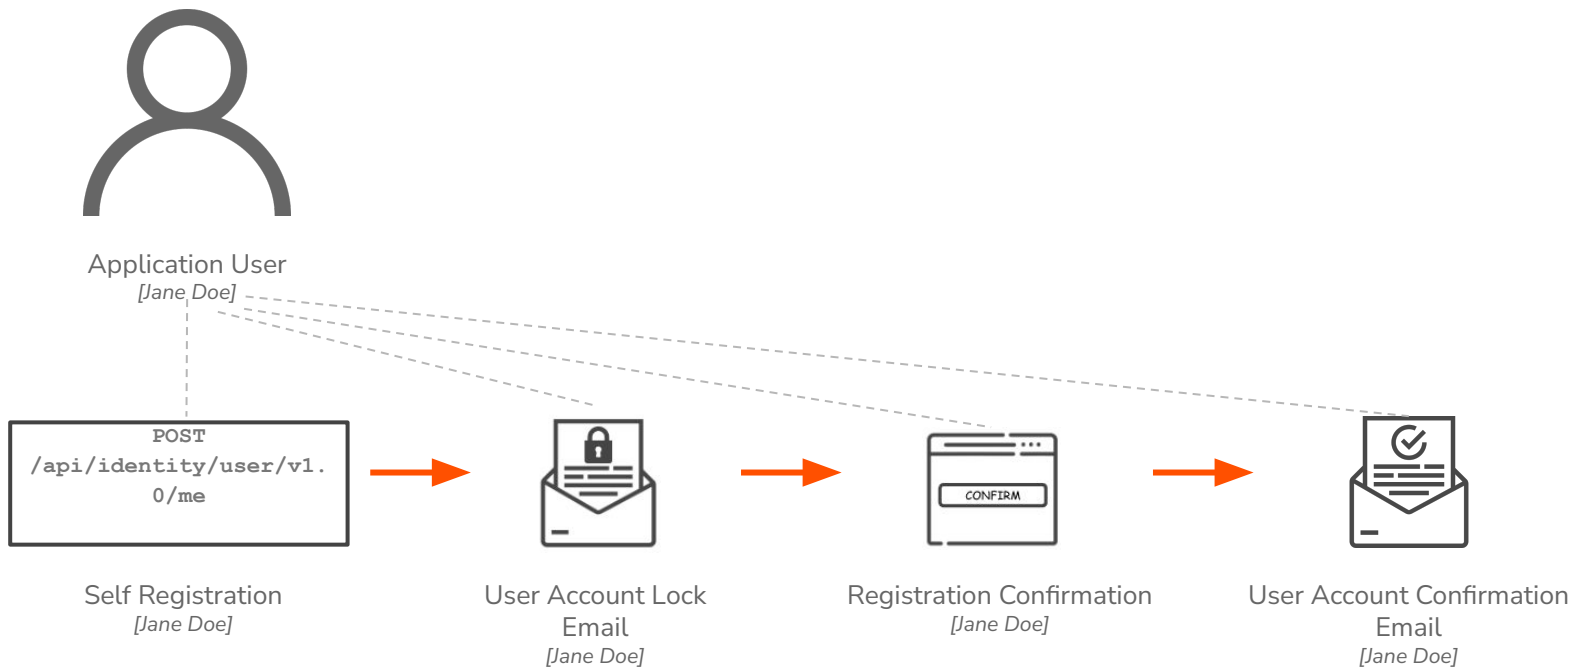 Application User
[Jane Doe]
POST
/api/identity/user/v1.
0/me
CONFIRM
Self Registration
[Jane Doe]
User Account Lock
Email
[Jane Doe]
Registration Confirmation
[Jane Doe]
User Account Confirmation
Email
[Jane Doe]